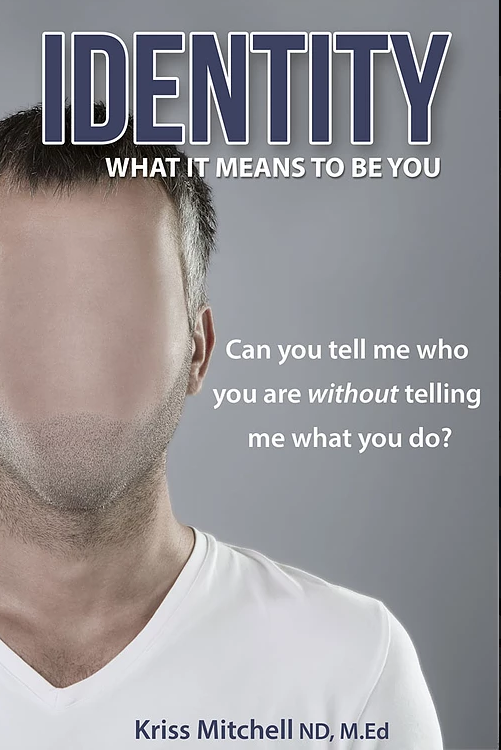 IDENTITY
WHAT IT MEANS TO BE YOU
Can you tell me who
you are without telling
me what you do?
Kriss Mitchell ND, M.Ed